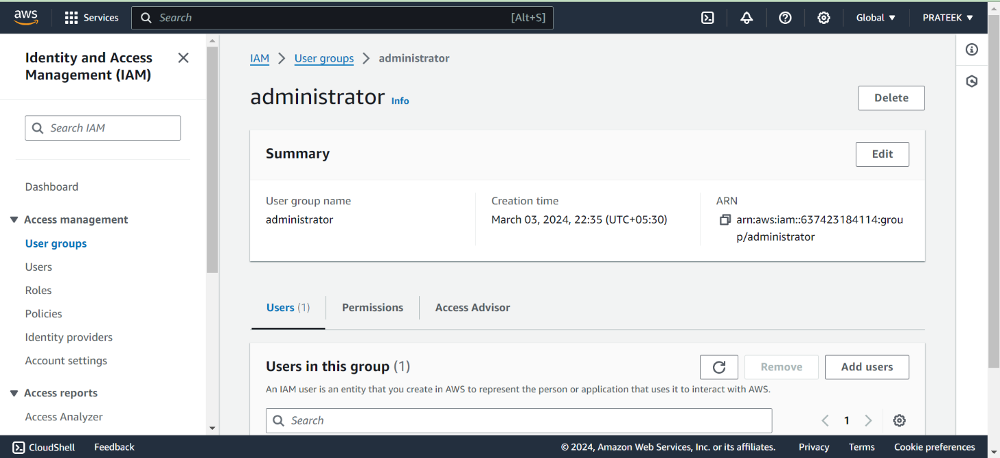 aws Services Search [Alt+S] Global PRATEEK
Identity and Access
Management (IAM)
Search IAM
Dashboard
Access management
User groups
Users
Roles
Policies
Identity providers
Account settings
Access reports
Access Analyzer
IAM User groups administrator
administrator Info Delete
Summary Edit
User group name
administrator
Creation time
March 03, 2024, 22:35 (UTC+05:30)
ARN
arn:aws:iam::637423184114:grou
p/administrator
Users (1) Permissions Access Advisor
Users in this group (1) Remove Add users
An IAM user is an entity that you create in AWS to represent the person or application that uses it to interact with AWS.
Search 1
CloudShell Feedback © 2024, Amazon Web Services, Inc. or its affiliates. Privacy Terms Cookie preferences